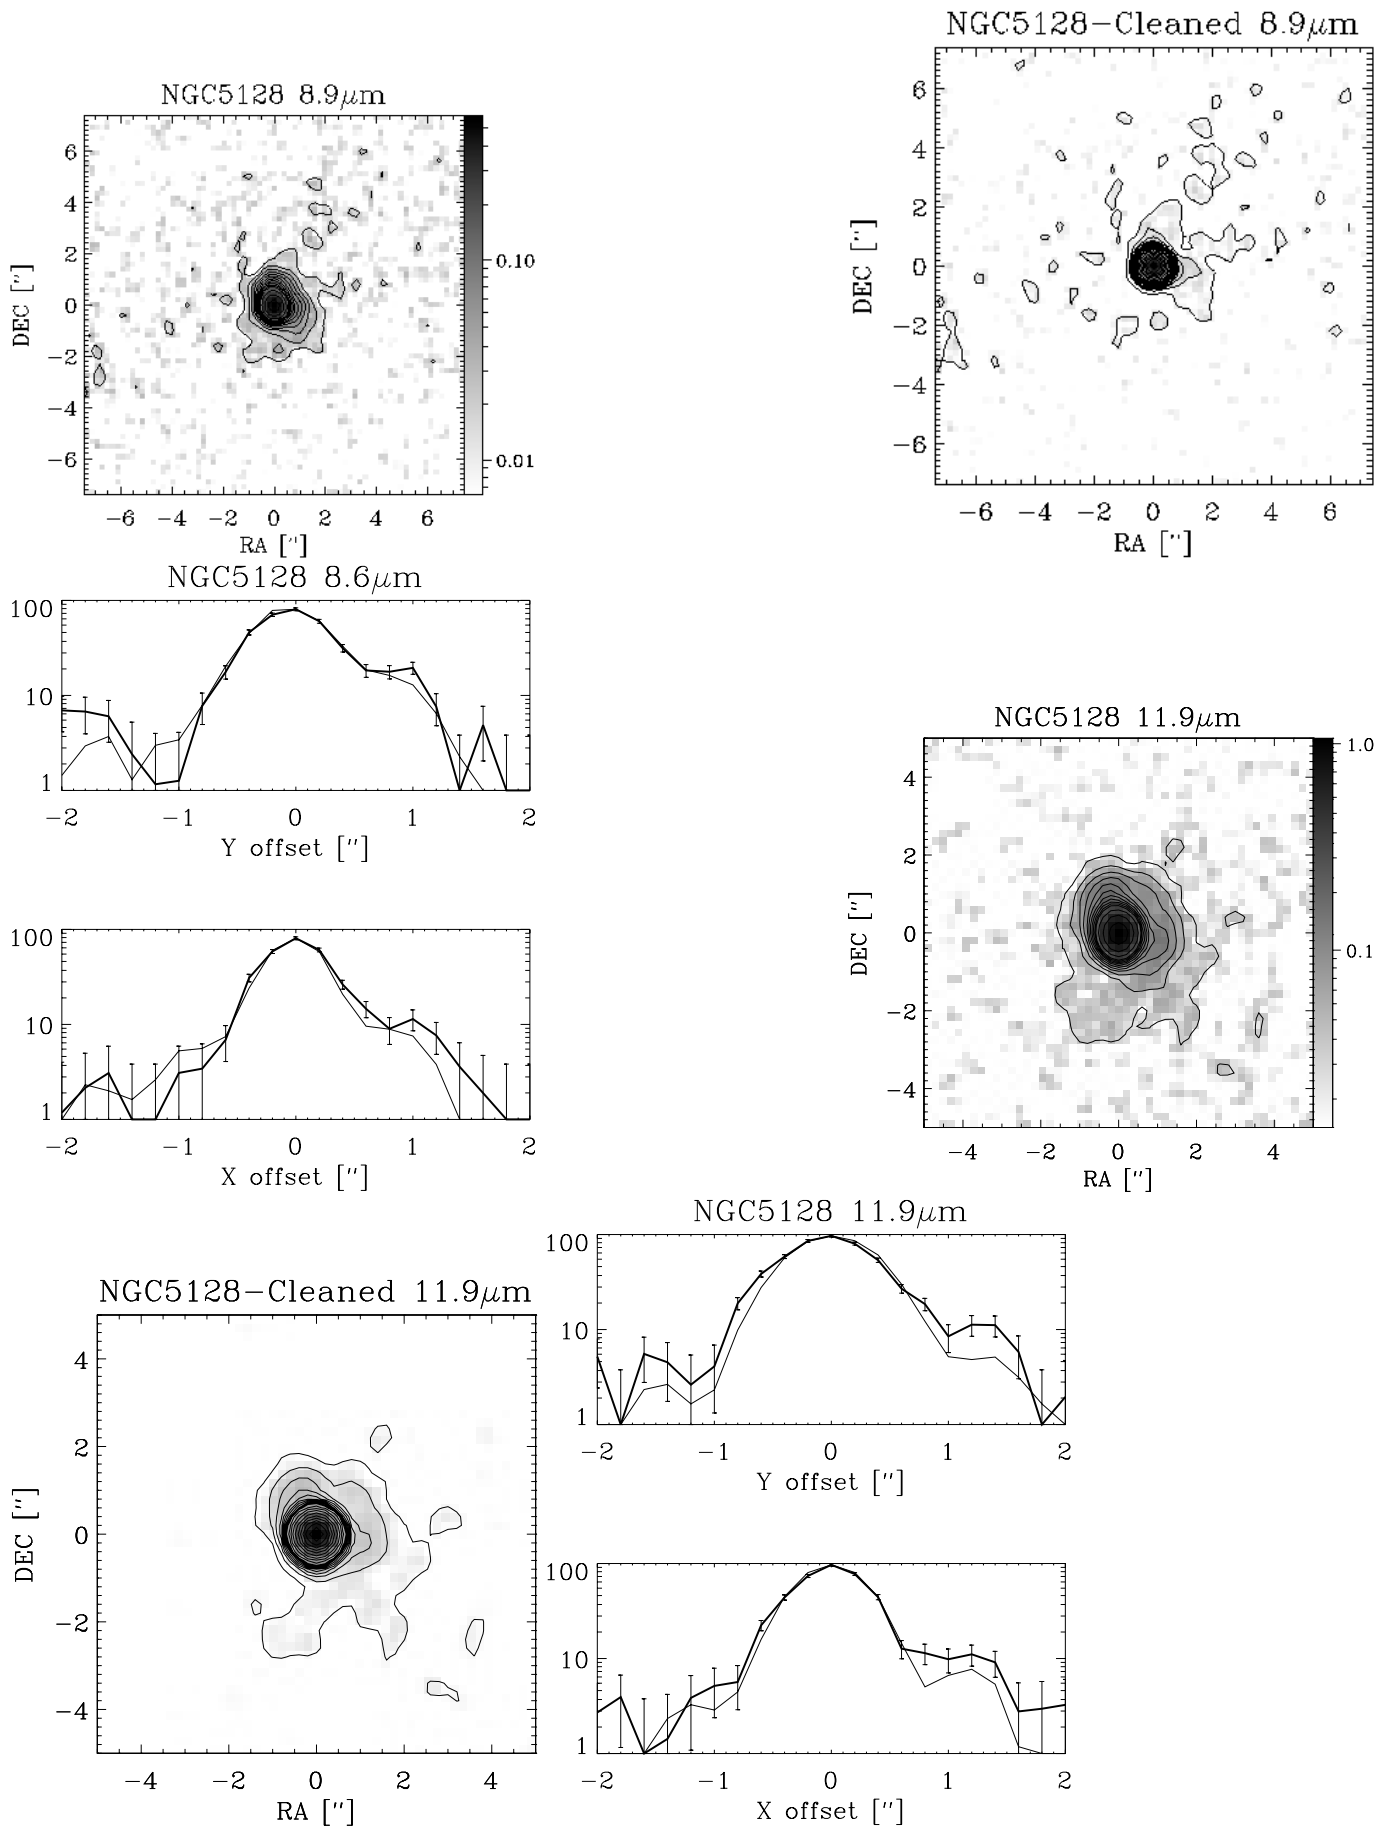 NGC5128-Cleaned 8.9μm
6
4
2
0
-2
-4
-6
DEC ["]
-6 -4 -2 0 2 4 6
RA ["]
NGC5128 8.9μm
6
4
2
0
-2
-4
-6
DEC ["]
-6 -4 -2 0 2 4 6
RA ["]
0.10
0.01
NGC5128 8.6μm
100
10
1
-2 -1 0 1 2
Y offset ["]
100
10
1
-2 -1 0 1 2
X offset ["]
NGC5128 11.9μm
4
2
0
-2
-4
DEC ["]
-4 -2 0 2 4
RA ["]
1.0
0.1
NGC5128-Cleaned 11.9μm
4
2
0
-2
-4
DEC ["]
-4 -2 0 2 4
RA ["]
NGC5128 11.9μm
100
10
1
-2 -1 0 1 2
Y offset ["]
100
10
1
-2 -1 0 1 2
X offset ["]